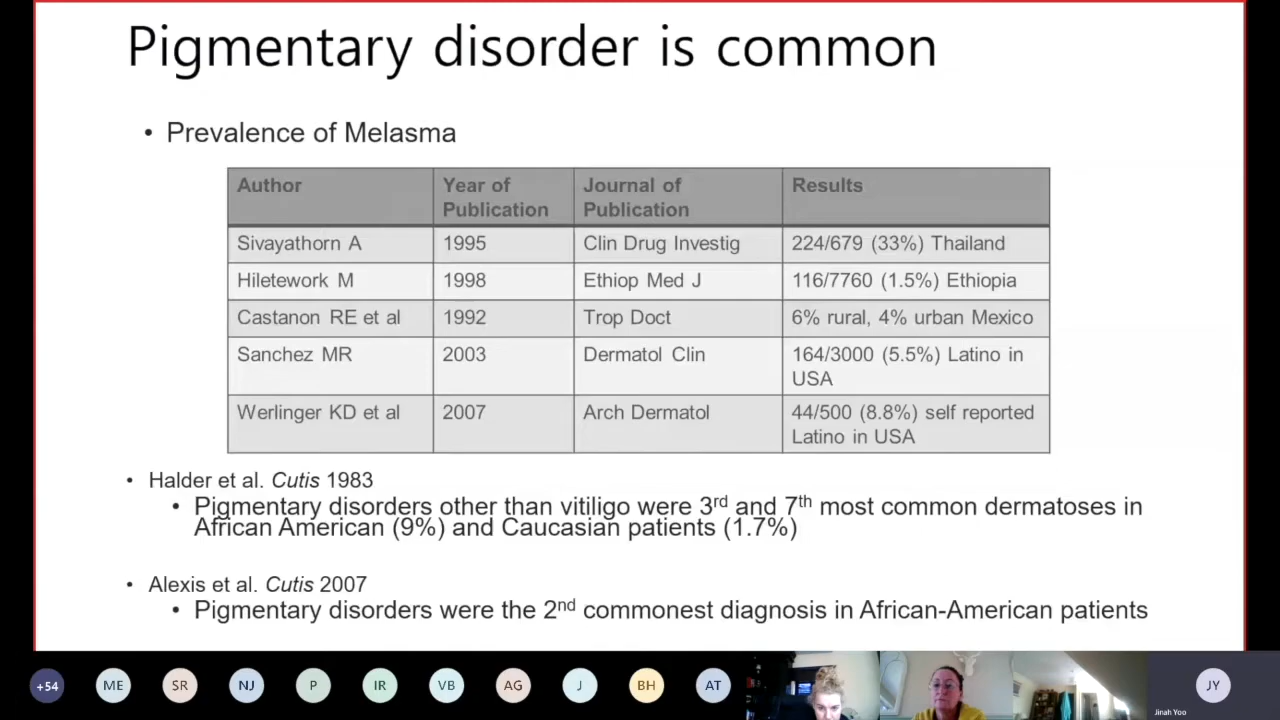 Pigmentary disorder is common
• Prevalence of Melasma
Author
Year of
Publication
Journal of
Publication
Results
Sivayathorn A
1995
Clin Drug Investig
224/679 (33%) Thailand
Hiletework M
1998
Ethiop Med J
116/7760 (1.5%) Ethiopia
Castanon RE et al
1992
Trop Doct
6% rural, 4% urban Mexico
Sanchez MR
2003
Dermatol Clin
164/3000 (5.5%) Latino in
USA
Werlinger KD et al
2007
Arch Dermatol
44/500 (8.8%) self reported
Latino in USA
• Halder et al. Cutis 1983
• Pigmentary disorders other than vitiligo were 3rd and 7th most common dermatoses in
African American (9%) and Caucasian patients (1.7%)
• Alexis et al. Cutis 2007
• Pigmentary disorders were the 2nd commonest diagnosis in African-American patients
+54
ME
SR
NJ
P
IR
VB
AG
J
BH
AT
JY
Jinah Yoo